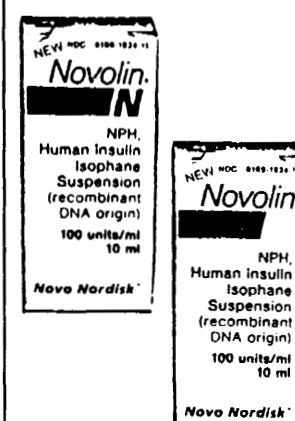 NEW NDC
Novolin.
N
NPH,
Human Insulin
Isophane
Suspension
(recombinant
DNA origin)
100 units/ml
10 ml
Novo Nordisk
NEW NDC
Novolin
NPH,
Human Insulin
Isophane
Suspension
(recombinant
DNA origin)
100 units/ml
10 ml
Novo Nordisk